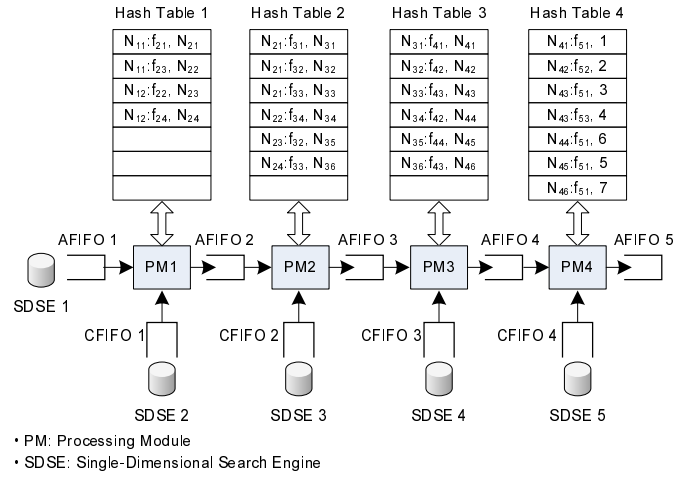 Hash Table 1 Hash Table 2 Hash Table 3 Hash Table 4
N₁₁:f₂₁, N₂₁ N₂₁:f₃₁, N₃₁ N₃₁:f₄₁, N₄₁ N₄₁:f₅₁, 1
N₁₁:f₂₃, N₂₂ N₂₁:f₃₂, N₃₂ N₃₂:f₄₂, N₄₂ N₄₂:f₅₂, 2
N₁₂:f₂₂, N₂₃ N₂₁:f₃₃, N₃₃ N₃₃:f₄₃, N₄₃ N₄₃:f₅₁, 3
N₁₂:f₂₄, N₂₄ N₂₂:f₃₄, N₃₄ N₃₄:f₄₂, N₄₄ N₄₃:f₅₃, 4
N₂₃:f₃₂, N₃₅ N₃₅:f₄₄, N₄₅ N₄₄:f₅₁, 6
N₂₄:f₃₃, N₃₆ N₃₆:f₄₃, N₄₆ N₄₅:f₅₁, 5
N₄₆:f₅₁, 7
AFIFO 1 AFIFO 2 AFIFO 3 AFIFO 4 AFIFO 5
PM1 PM2 PM3 PM4
SDSE 1
CFIFO 1 CFIFO 2 CFIFO 3 CFIFO 4
SDSE 2 SDSE 3 SDSE 4 SDSE 5
• PM: Processing Module
• SDSE: Single-Dimensional Search Engine